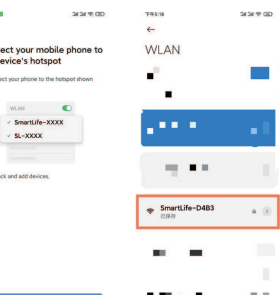 ect your mobile phone to
evice's hotspot
ect your phone to the hotspot shown
WLAN
✓ SmartLife-XXXX
✓ SL-XXXX
ck and add devices.
下午5:18
←
WLAN
SmartLife-D4B3
已保存